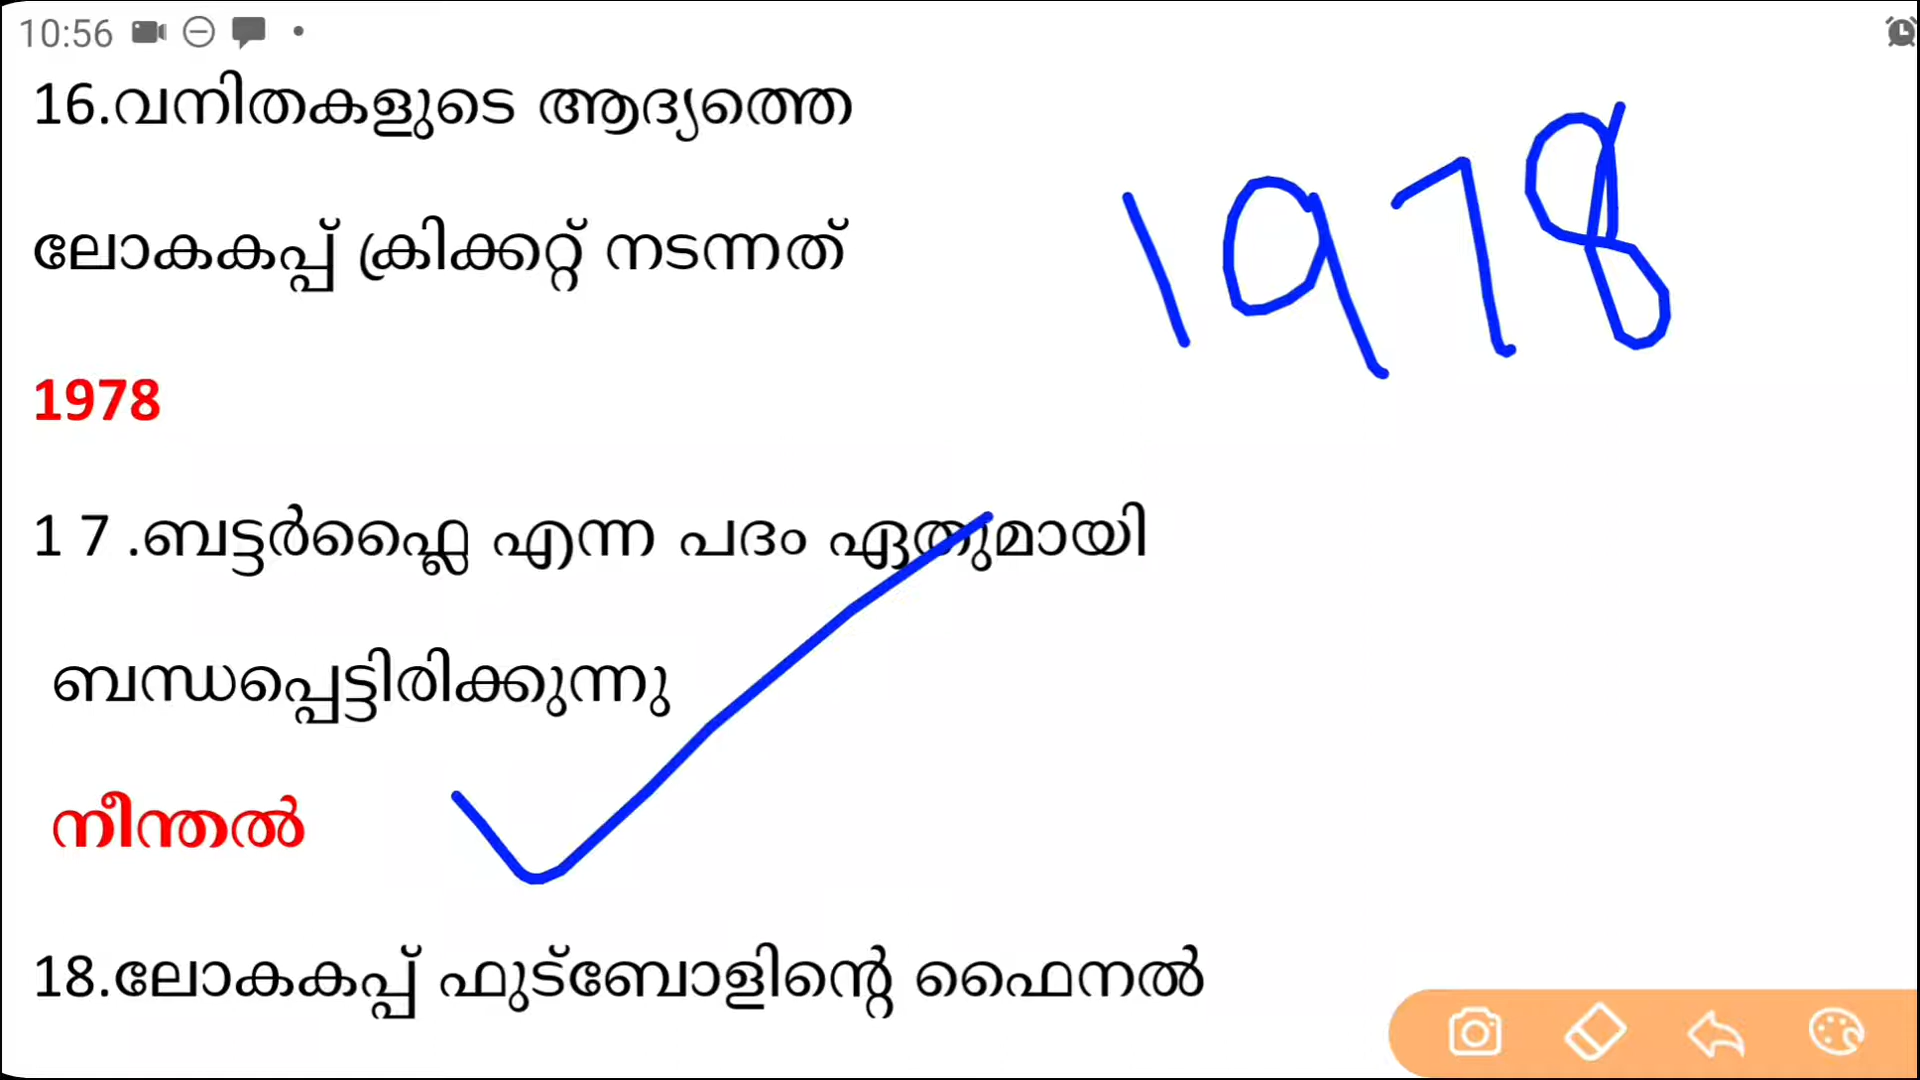 10:56
16.വനിതകളുടെ ആദ്യത്തെ
ലോകകപ്പ് ക്രിക്കറ്റ് നടന്നത്
1978
1978
1 7 .ബട്ടർഫ്ലൈ എന്ന പദം ഏതുമായി
ബന്ധപ്പെട്ടിരിക്കുന്നു
നീന്തൽ
18.ലോകകപ്പ് ഫുട്ബോളിന്റെ ഫൈനൽ